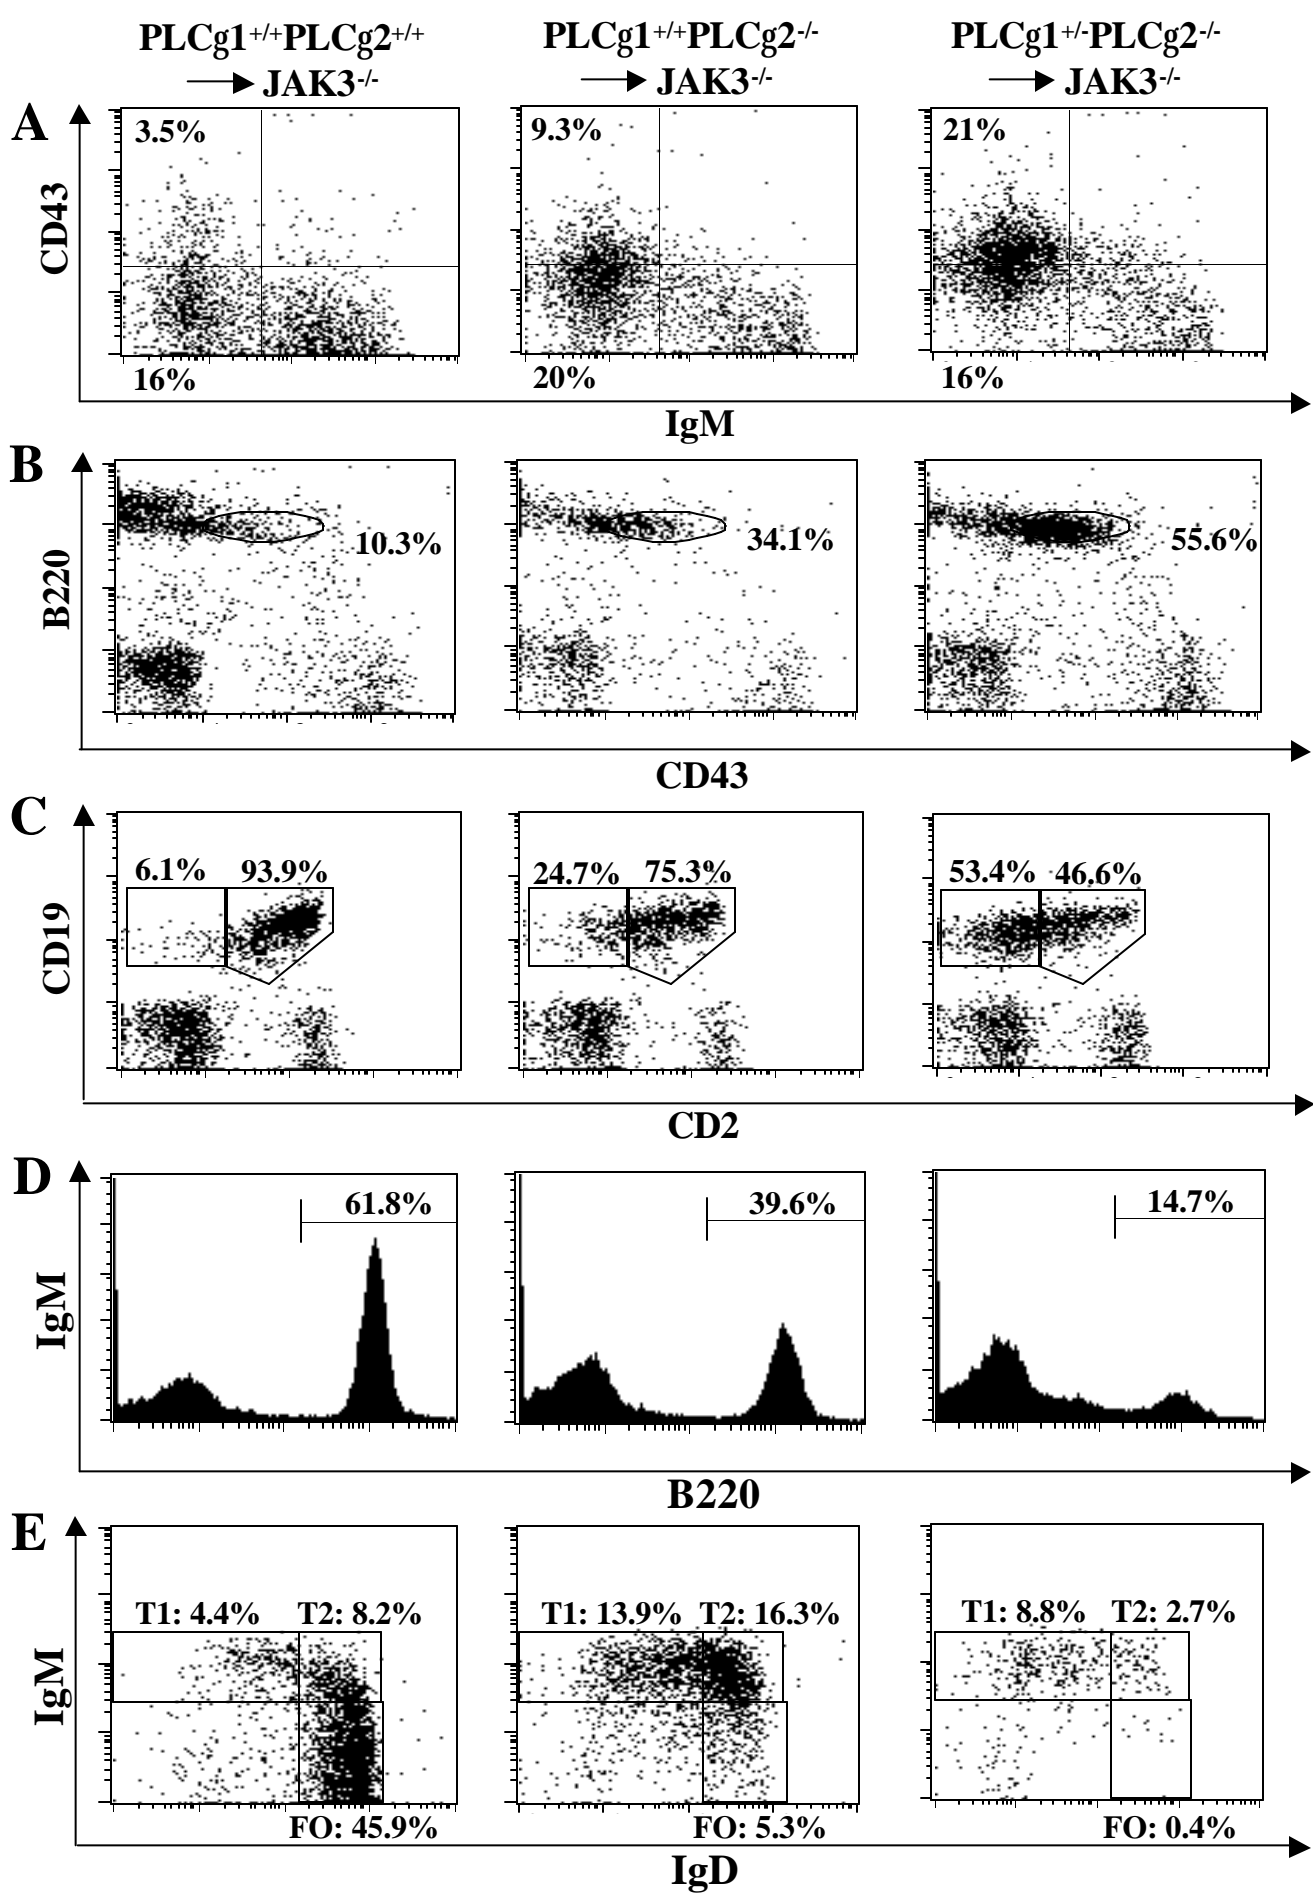 PLCg1+/+PLCg2+/+ PLCg1+/+PLCg2-/- PLCg1+/-PLCg2-/-
JAK3-/- JAK3-/- JAK3-/-
A
3.5% 9.3% 21%
CD43
16% 20% 16%
IgM
B
10.3% 34.1% 55.6%
B220
CD43
C
6.1% 93.9% 24.7% 75.3% 53.4% 46.6%
CD19
CD2
D
61.8% 39.6% 14.7%
IgM
B220
E
T1: 4.4% T2: 8.2% T1: 13.9% T2: 16.3% T1: 8.8% T2: 2.7%
IgM
FO: 45.9% FO: 5.3% FO: 0.4%
IgD